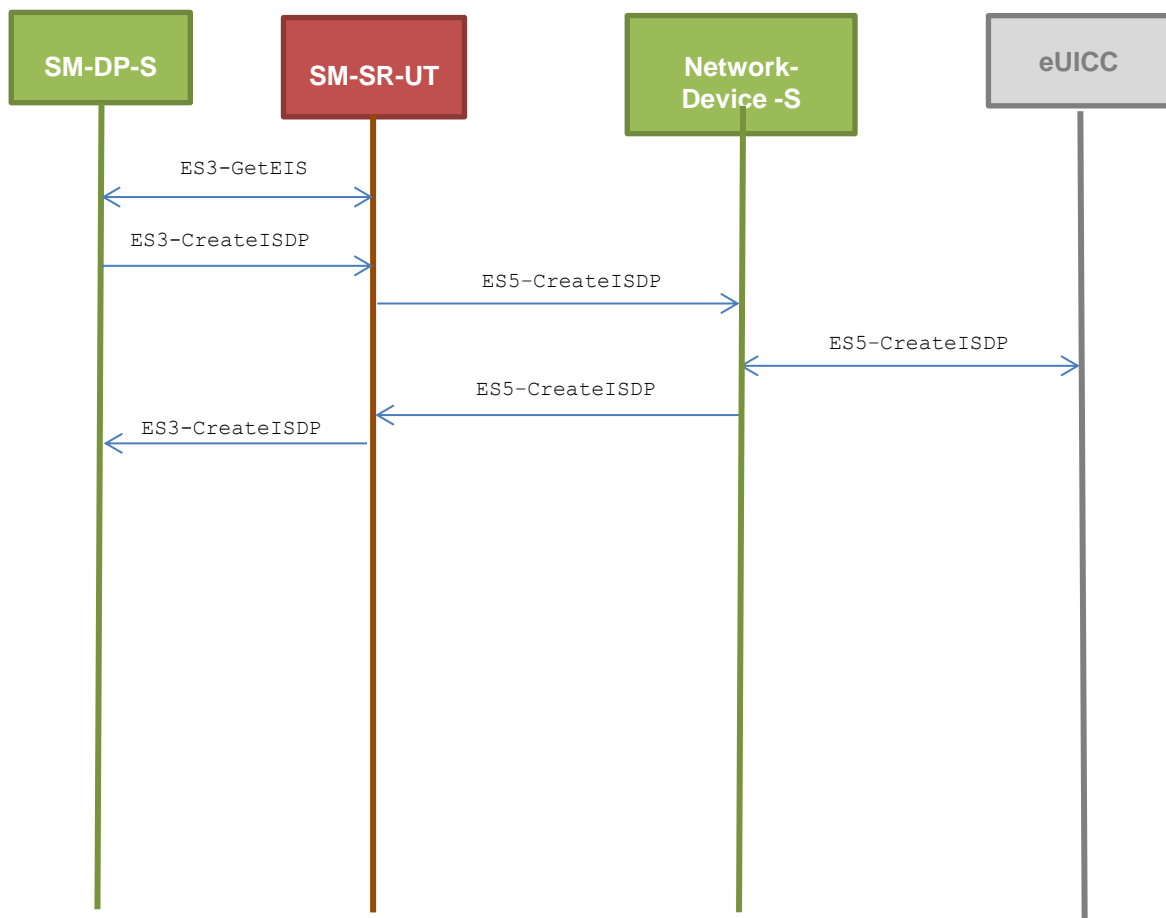 SM-DP-S
SM-SR-UT
Network-
Device -S
eUICC
ES3-GetEIS
ES3-CreateISDP
ES5–CreateISDP
ES5–CreateISDP
ES5–CreateISDP
ES3-CreateISDP